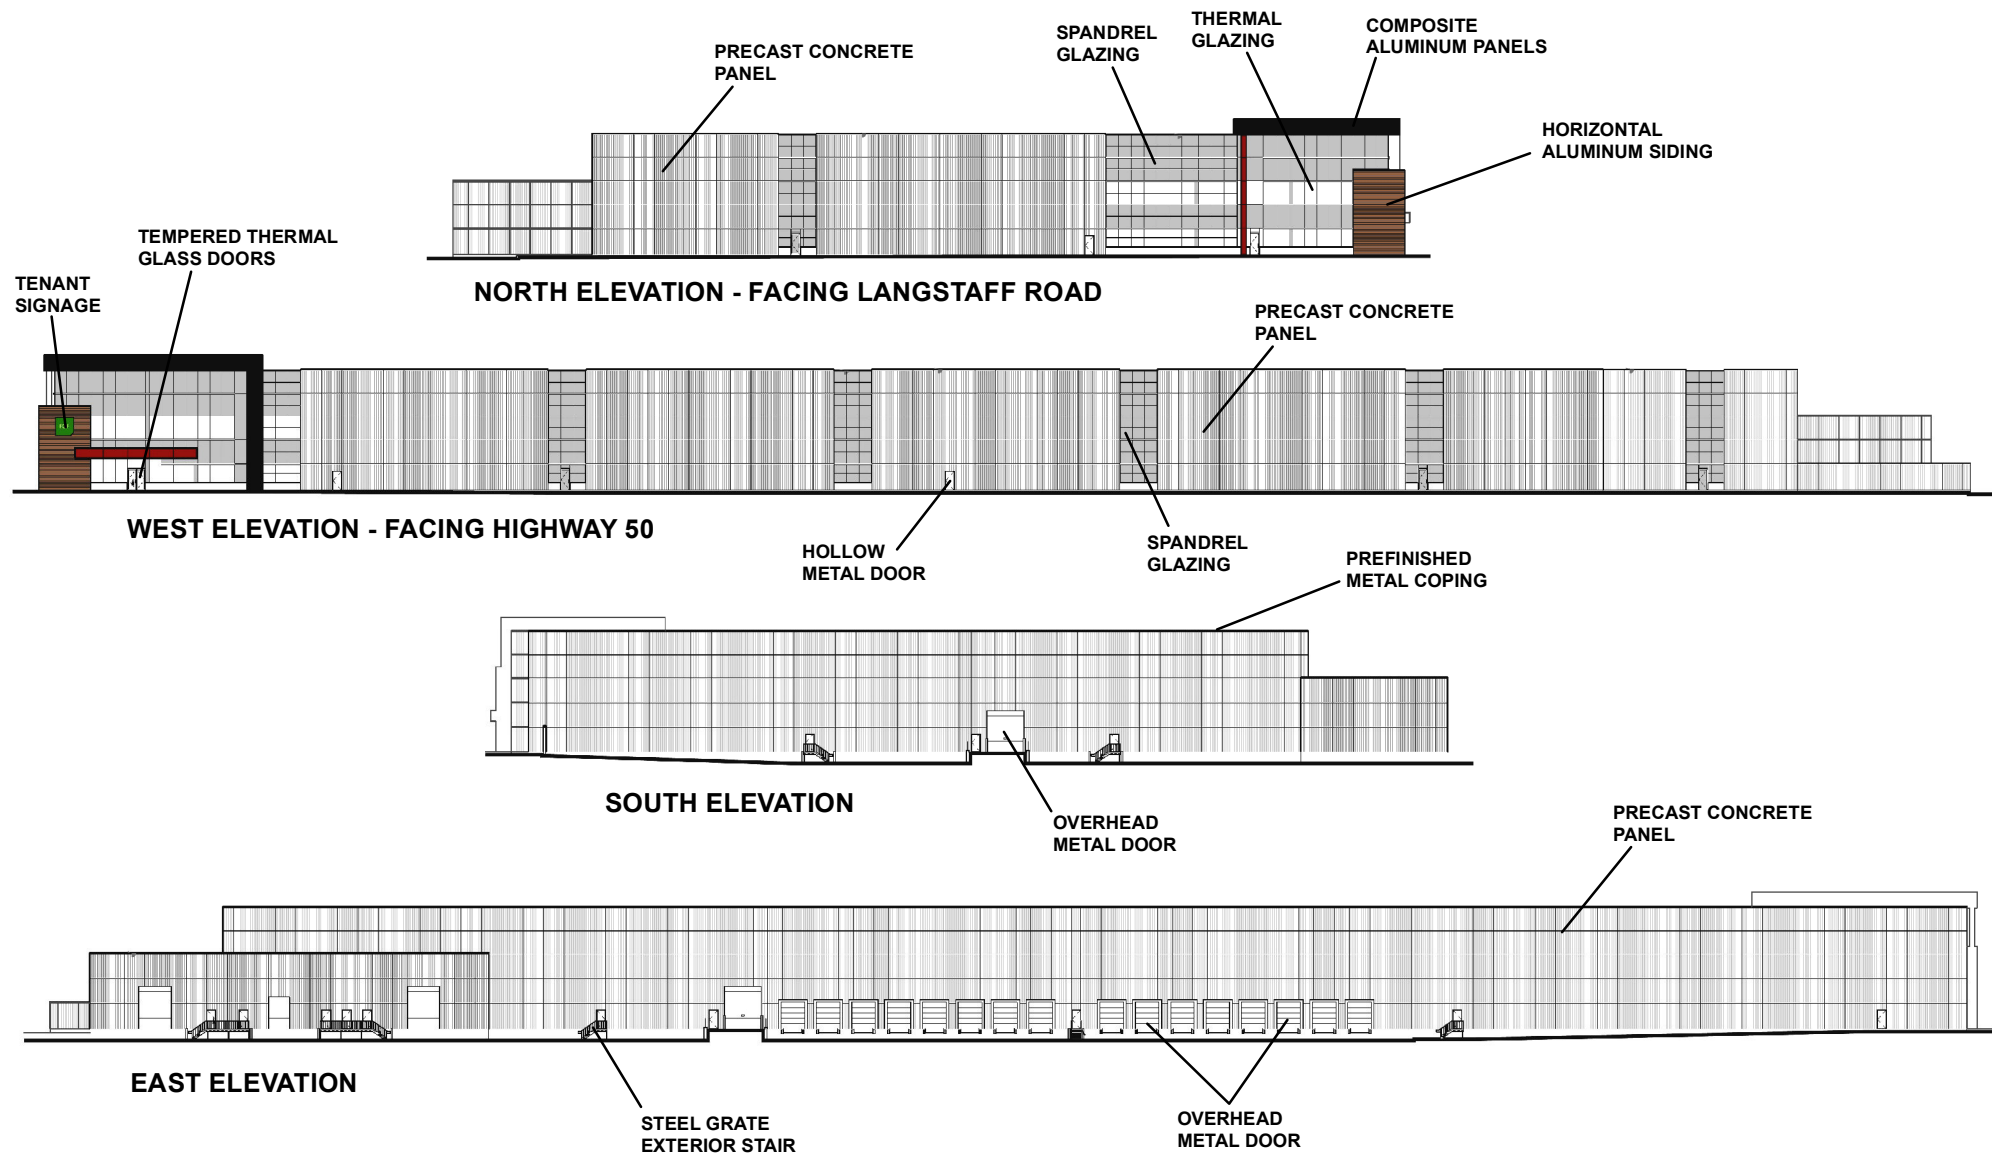 PRECAST CONCRETE
PANEL
SPANDREL
GLAZING
THERMAL
GLAZING
COMPOSITE
ALUMINUM PANELS
HORIZONTAL
ALUMINUM SIDING
NORTH ELEVATION - FACING LANGSTAFF ROAD
TENANT
SIGNAGE
TEMPERED THERMAL
GLASS DOORS
PRECAST CONCRETE
PANEL
WEST ELEVATION - FACING HIGHWAY 50
HOLLOW
METAL DOOR
SPANDREL
GLAZING
PREFINISHED
METAL COPING
SOUTH ELEVATION
OVERHEAD
METAL DOOR
PRECAST CONCRETE
PANEL
EAST ELEVATION
STEEL GRATE
EXTERIOR STAIR
OVERHEAD
METAL DOOR